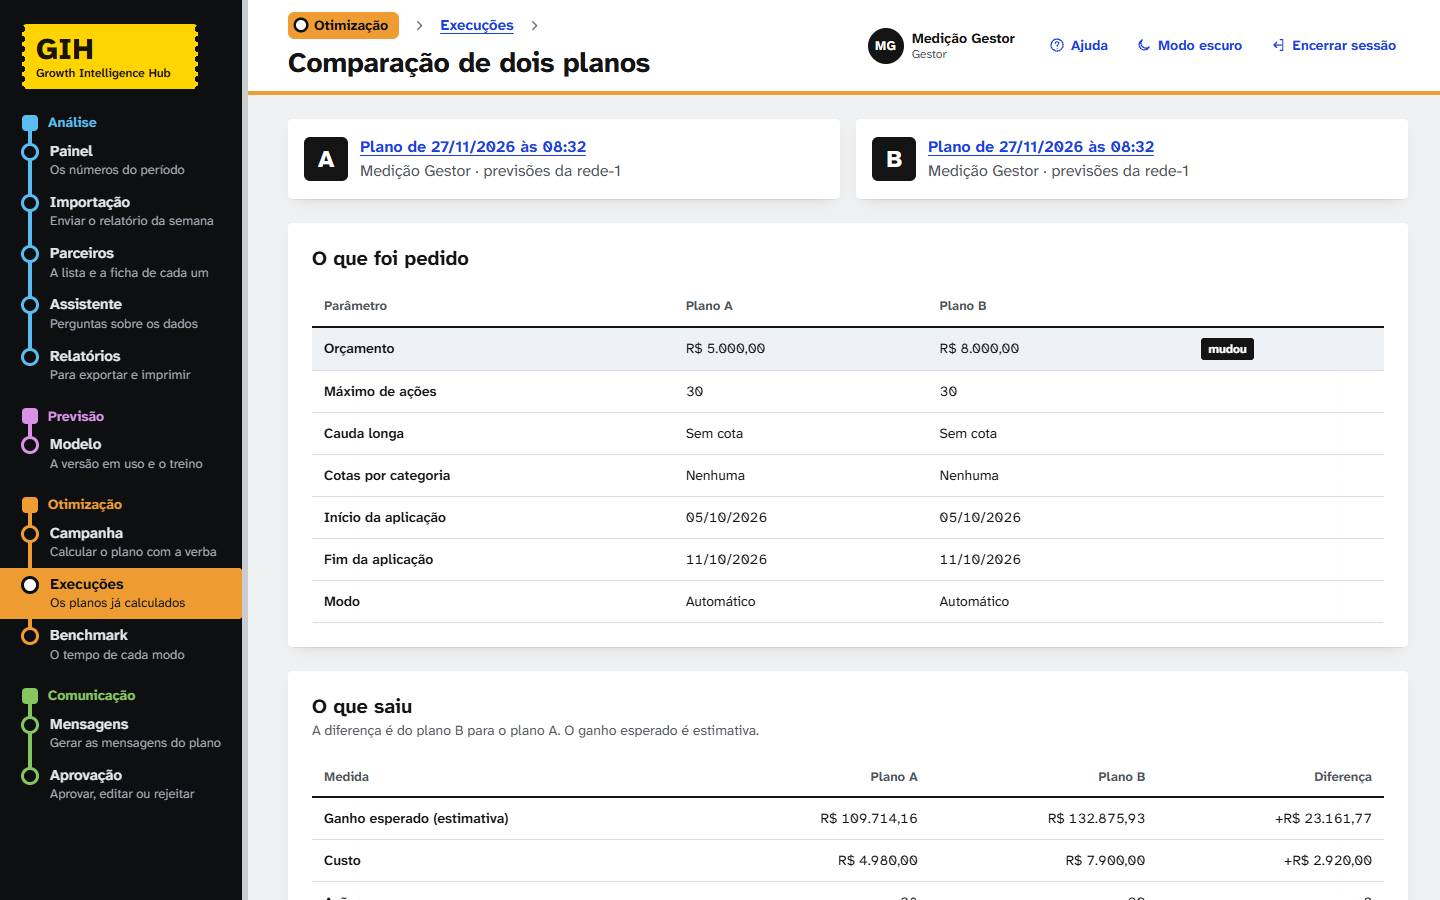 GIH
Growth Intelligence Hub
Análise
Painel
Os números do período
Importação
Enviar o relatório da semana
Parceiros
A lista e a ficha de cada um
Assistente
Perguntas sobre os dados
Relatórios
Para exportar e imprimir
Previsão
Modelo
A versão em uso e o treino
Otimização
Campanha
Calcular o plano com a verba
Execuções
Os planos já calculados
Benchmark
O tempo de cada modo
Comunicação
Mensagens
Gerar as mensagens do plano
Aprovação
Aprovar, editar ou rejeitar
Otimização > Execuções >
Comparação de dois planos
MG
Medição Gestor
Gestor
Ajuda
Modo escuro
Encerrar sessão
A
Plano de 27/11/2026 às 08:32
Medição Gestor · previsões da rede-1
B
Plano de 27/11/2026 às 08:32
Medição Gestor · previsões da rede-1
O que foi pedido
Parâmetro Plano A Plano B
Orçamento R$ 5.000,00 R$ 8.000,00 mudou
Máximo de ações 30 30
Cauda longa Sem cota Sem cota
Cotas por categoria Nenhuma Nenhuma
Início da aplicação 05/10/2026 05/10/2026
Fim da aplicação 11/10/2026 11/10/2026
Modo Automático Automático
O que saiu
A diferença é do plano B para o plano A. O ganho esperado é estimativa.
Medida Plano A Plano B Diferença
Ganho esperado (estimativa) R$ 109.714,16 R$ 132.875,93 +R$ 23.161,77
Custo R$ 4.980,00 R$ 7.900,00 +R$ 2.920,00